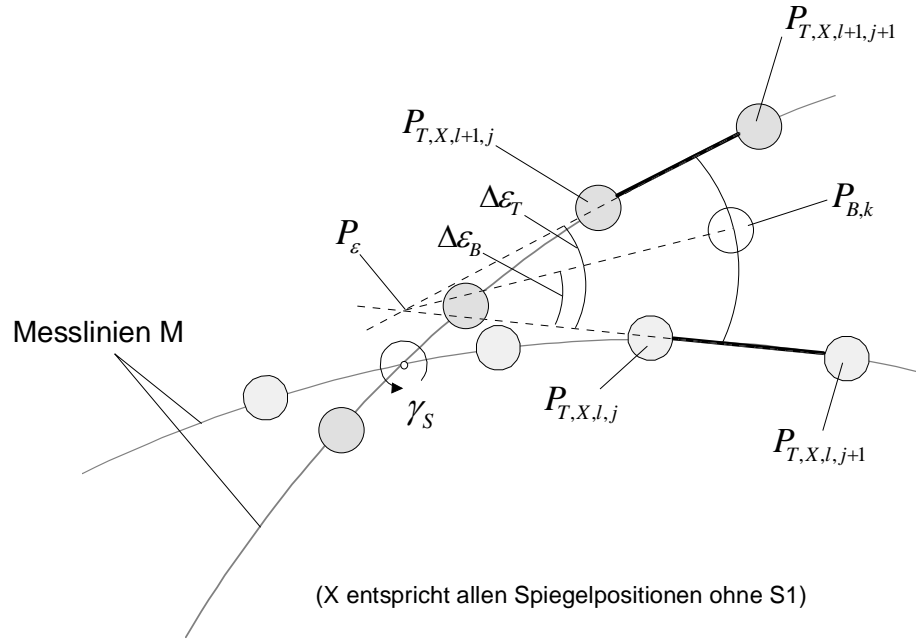 P_{T,X,l+1,j+1}
P_{T,X,l+1,j}
Δε_T
P_{B,k}
Δε_B
P_ε
Messlinien M
γ_S
P_{T,X,l,j}
P_{T,X,l,j+1}
(X entspricht allen Spiegelpositionen ohne S1)